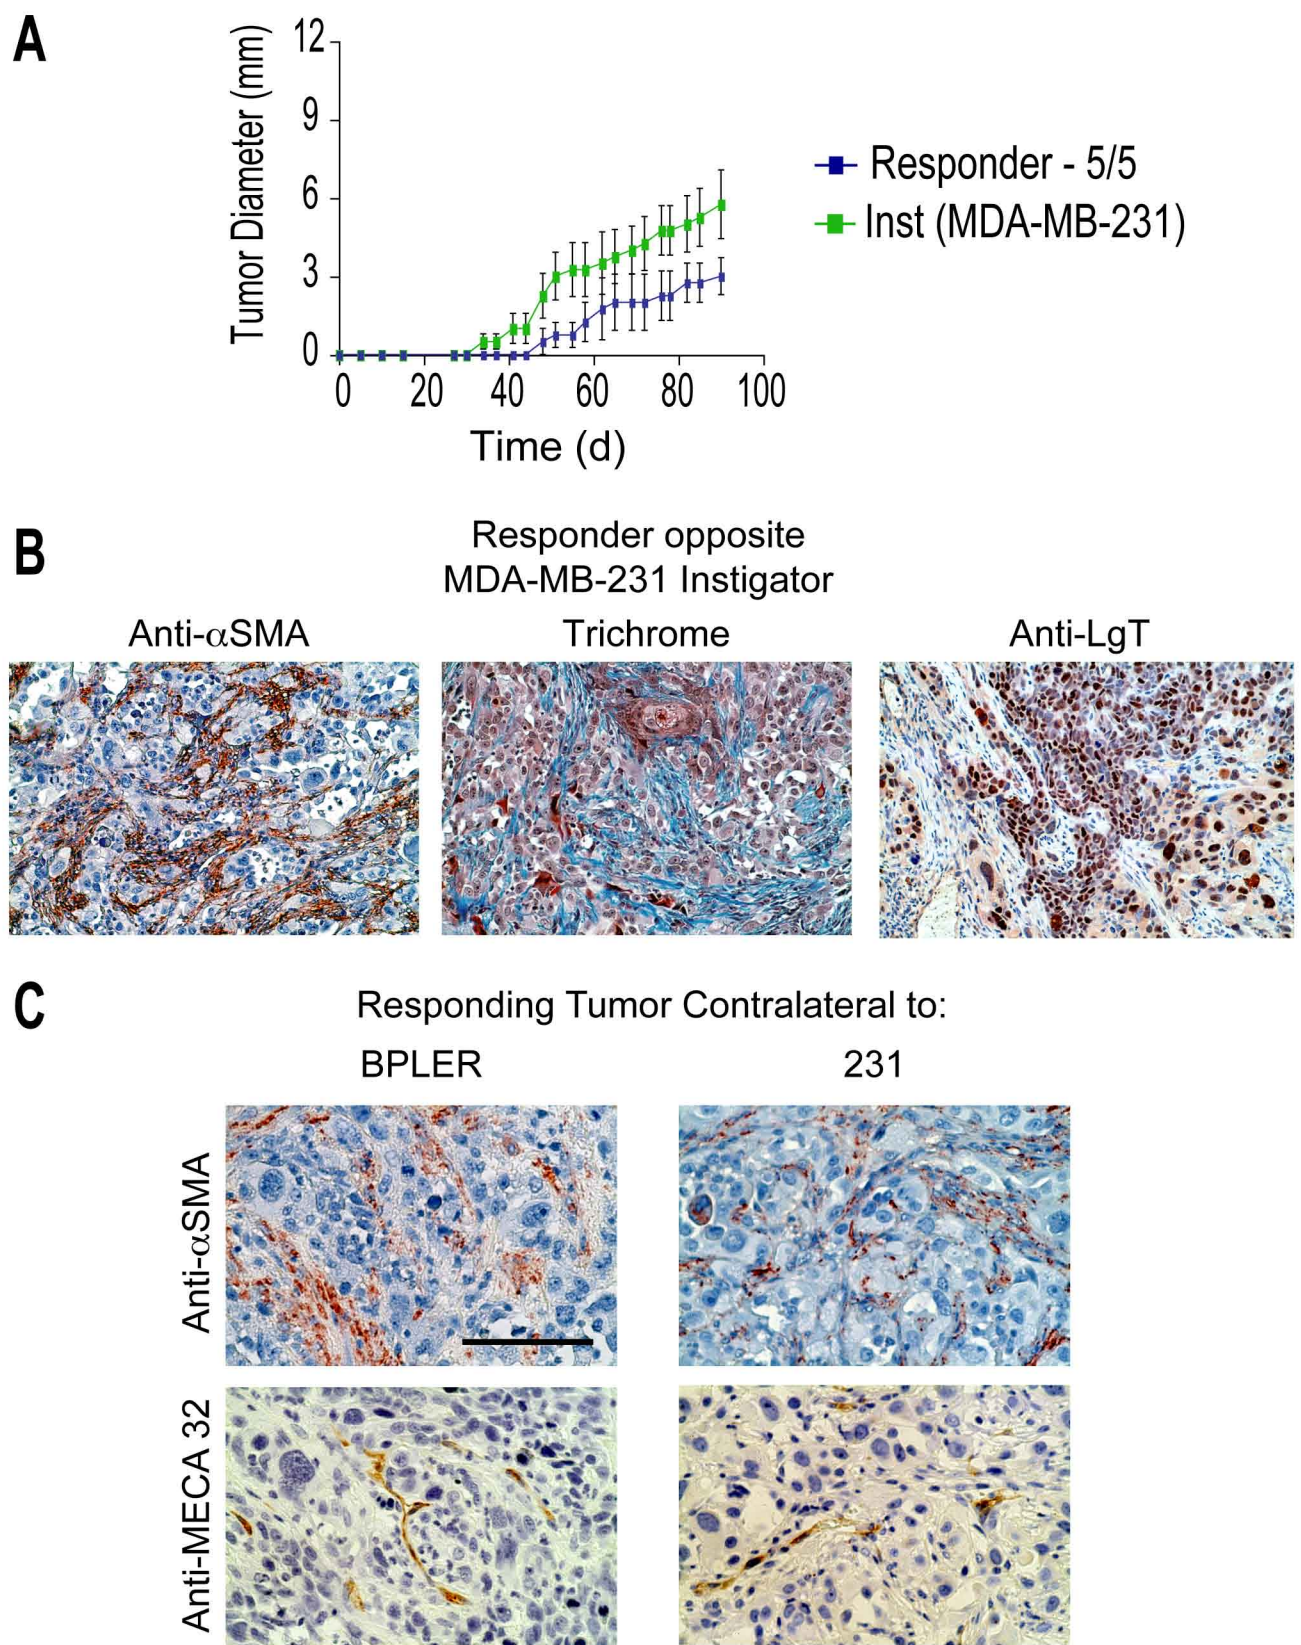 A
Tumor Diameter (mm)
12
9
6
3
0
0 20 40 60 80 100
Time (d)
Responder - 5/5
Inst (MDA-MB-231)
B
Responder opposite
MDA-MB-231 Instigator
Anti-αSMA Trichrome Anti-LgT
C
Responding Tumor Contralateral to:
BPLER 231
Anti-αSMA
Anti-MECA 32